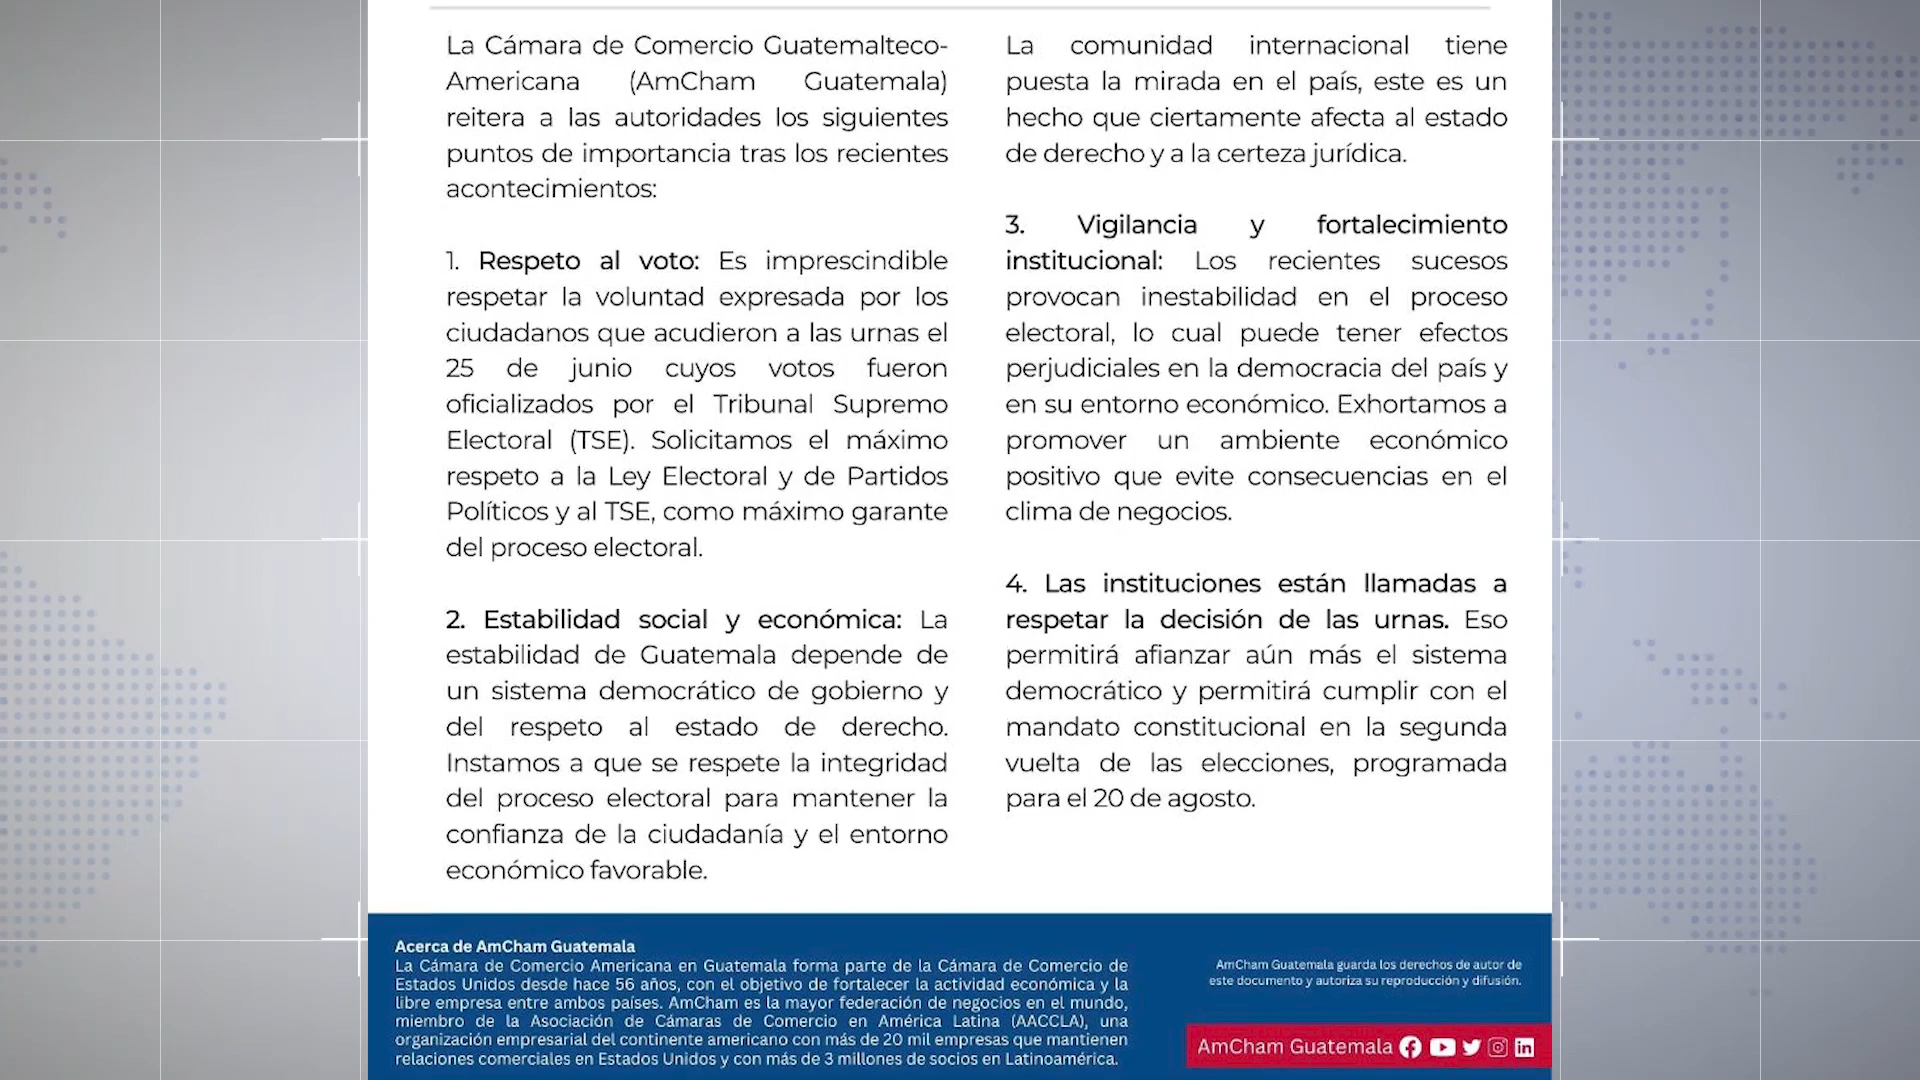 La Cámara de Comercio Guatemalteco-
Americana (AmCham Guatemala)
reitera a las autoridades los siguientes
puntos de importancia tras los recientes
acontecimientos:
1. Respeto al voto: Es imprescindible
respetar la voluntad expresada por los
ciudadanos que acudieron a las urnas el
25 de junio cuyos votos fueron
oficializados por el Tribunal Supremo
Electoral (TSE). Solicitamos el máximo
respeto a la Ley Electoral y de Partidos
Políticos y al TSE, como máximo garante
del proceso electoral.
2. Estabilidad social y económica: La
estabilidad de Guatemala depende de
un sistema democrático de gobierno y
del respeto al estado de derecho.
Instamos a que se respete la integridad
del proceso electoral para mantener la
confianza de la ciudadanía y el entorno
económico favorable.
La comunidad internacional tiene
puesta la mirada en el país, este es un
hecho que ciertamente afecta al estado
de derecho y a la certeza jurídica.
3. Vigilancia y fortalecimiento
institucional: Los recientes sucesos
provocan inestabilidad en el proceso
electoral, lo cual puede tener efectos
perjudiciales en la democracia del país y
en su entorno económico. Exhortamos a
promover un ambiente económico
positivo que evite consecuencias en el
clima de negocios.
4. Las instituciones están llamadas a
respetar la decisión de las urnas. Eso
permitirá afianzar aún más el sistema
democrático y permitirá cumplir con el
mandato constitucional en la segunda
vuelta de las elecciones, programada
para el 20 de agosto.
Acerca de AmCham Guatemala
La Cámara de Comercio Americana en Guatemala forma parte de la Cámara de Comercio de
Estados Unidos desde hace 56 años, con el objetivo de fortalecer la actividad económica y la
libre empresa entre ambos países. AmCham es la mayor federación de negocios en el mundo,
miembro de la Asociación de Cámaras de Comercio en América Latina (AACCLA), una
organización empresarial del continente americano con más de 20 mil empresas que mantienen
relaciones comerciales en Estados Unidos y con más de 3 millones de socios en Latinoamérica.
AmCham Guatemala guarda los derechos de autor de
este documento y autoriza su reproducción y difusión.
AmCham Guatemala